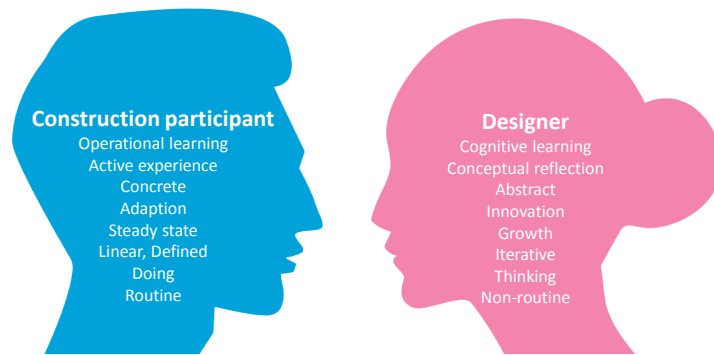 Construction participant
Operational learning
Active experience
Concrete
Adaption
Steady state
Linear, Defined
Doing
Routine
Designer
Cognitive learning
Conceptual reflection
Abstract
Innovation
Growth
Iterative
Thinking
Non-routine